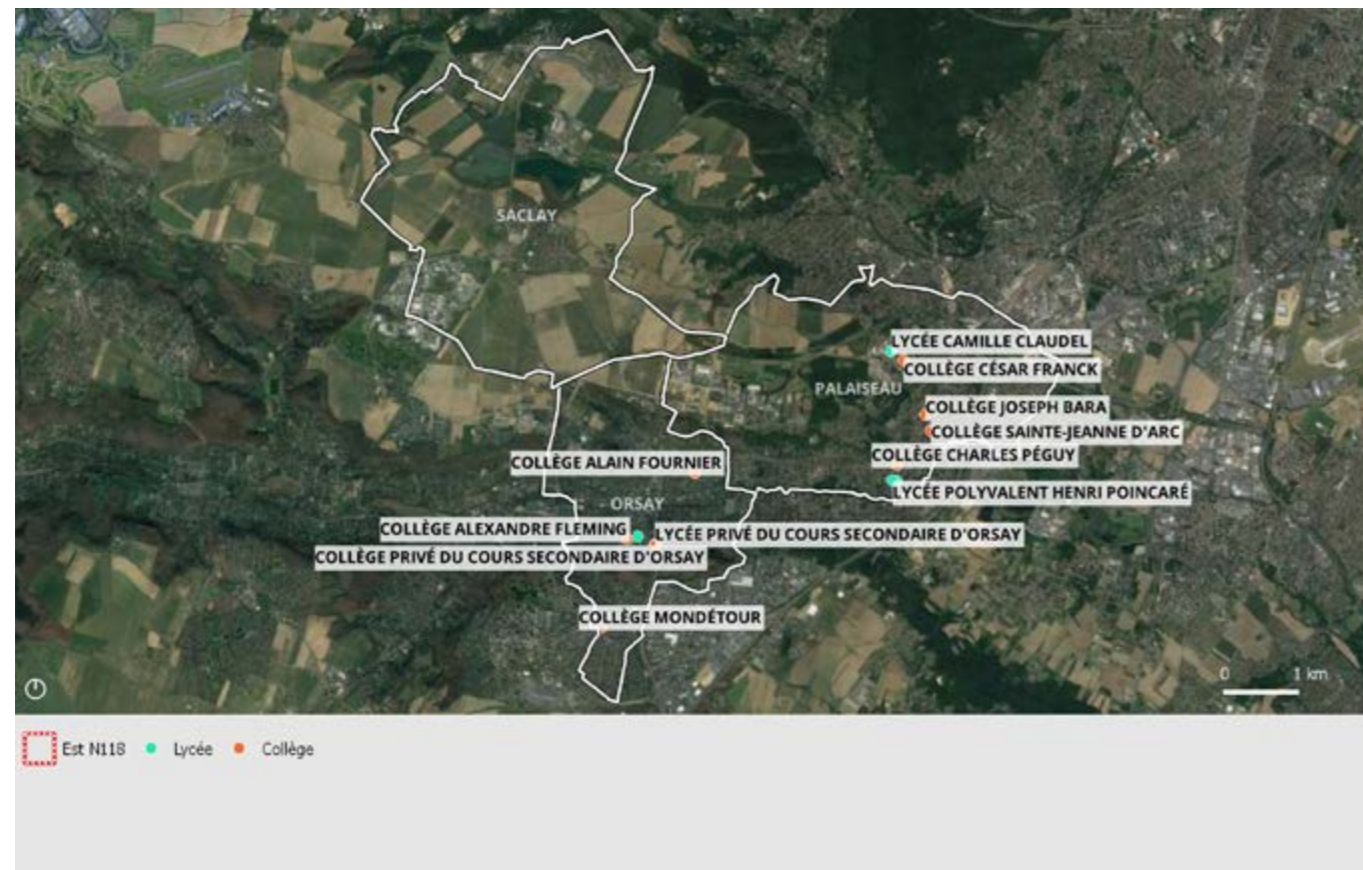 SACLAY
LYCÉE CAMILLE CLAUDEL
COLLÈGE CÉSAR FRANCK
PALAISEAU
COLLÈGE JOSEPH BARA
COLLÈGE SAINTE-JEANNE D'ARC
COLLÈGE CHARLES PÉGUY
COLLÈGE ALAIN FOURNIER
LYCÉE POLYVALENT HENRI POINCARÉ
ORSAY
COLLÈGE ALEXANDRE FLEMING
LYCÉE PRIVÉ DU COURS SECONDAIRE D'ORSAY
COLLÈGE PRIVÉ DU COURS SECONDAIRE D'ORSAY
COLLÈGE MONDÉTOUR
0 1 km
Est N118 Lycée Collège